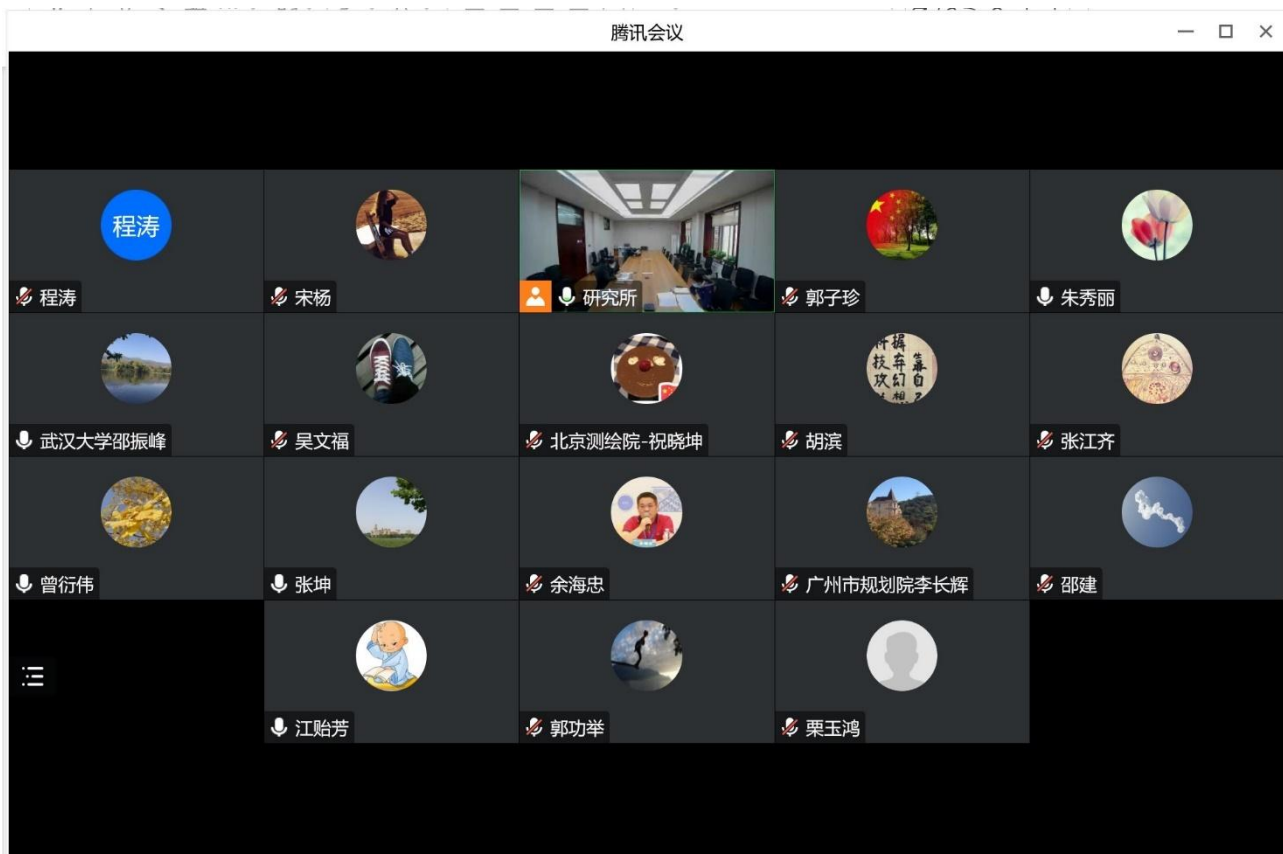 腾讯会议
程涛
程涛
宋杨
研究所
郭子珍
朱秀丽
武汉大学邵振峰
吴文福
北京测绘院-祝晓坤
胡滨
张江齐
曾衍伟
张坤
余海忠
广州市规划院李长辉
邵建
江贻芳
郭功举
栗玉鸿